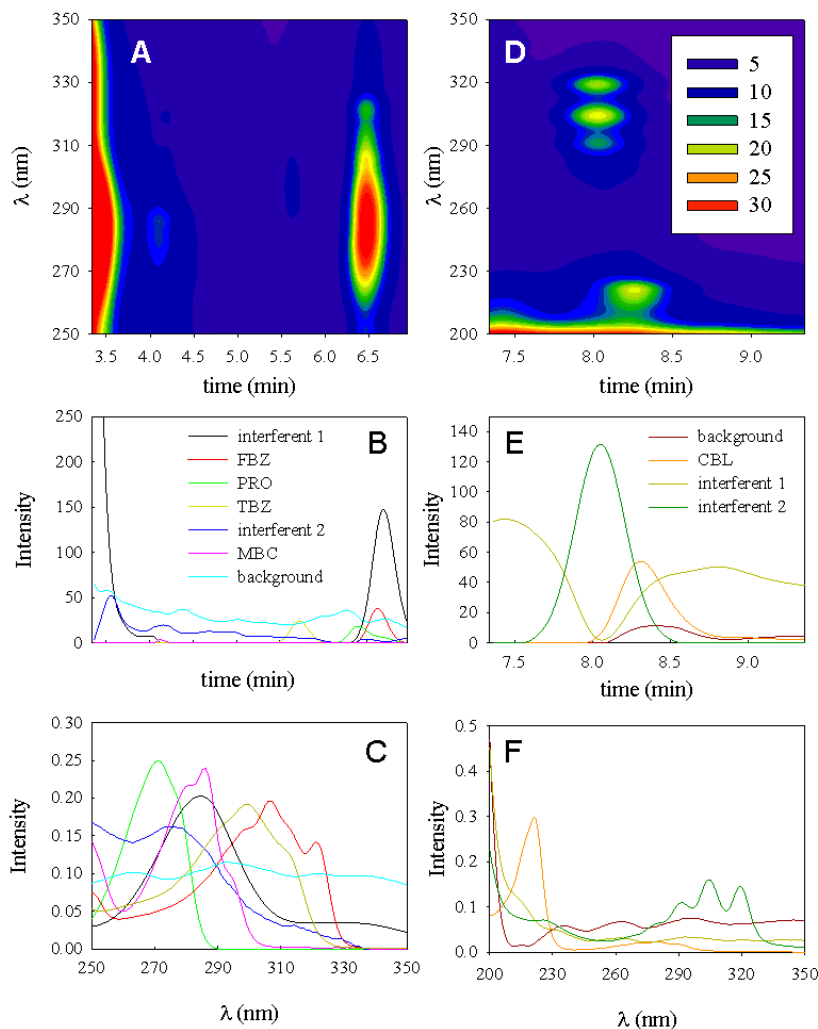 A
350
330
310
290
270
250
λ (nm)
3.5 4.0 4.5 5.0 5.5 6.0 6.5
time (min)
D
350
320
290
260
230
200
λ (nm)
5
10
15
20
25
30
7.5 8.0 8.5 9.0
time (min)
B
250
200
150
100
50
0
Intensity
interferent 1
FBZ
PRO
TBZ
interferent 2
MBC
background
time (min)
E
140
120
100
80
60
40
20
0
Intensity
background
CBL
interferent 1
interferent 2
7.5 8.0 8.5 9.0
time (min)
C
0.30
0.25
0.20
0.15
0.10
0.05
0.00
Intensity
250 270 290 310 330 350
λ (nm)
F
0.5
0.4
0.3
0.2
0.1
0.0
Intensity
200 230 260 290 320 350
λ (nm)